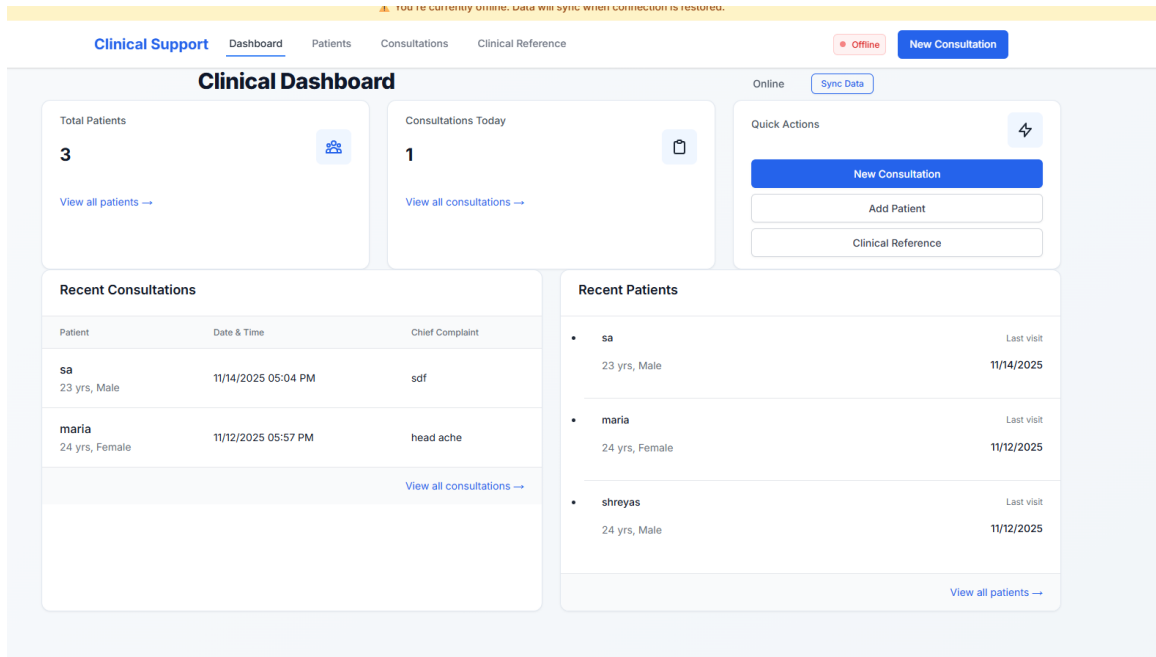 ⚠ You're currently offline. Data will sync when connection is restored.
Clinical Support Dashboard Patients Consultations Clinical Reference Offline New Consultation
Clinical Dashboard Online Sync Data
Total Patients
3
View all patients →
Consultations Today
1
View all consultations →
Quick Actions
New Consultation
Add Patient
Clinical Reference
Recent Consultations
Patient Date & Time Chief Complaint
sa
23 yrs, Male
11/14/2025 05:04 PM
sdf
maria
24 yrs, Female
11/12/2025 05:57 PM
head ache
View all consultations →
Recent Patients
• sa Last visit
23 yrs, Male 11/14/2025
• maria Last visit
24 yrs, Female 11/12/2025
• shreyas Last visit
24 yrs, Male 11/12/2025
View all patients →